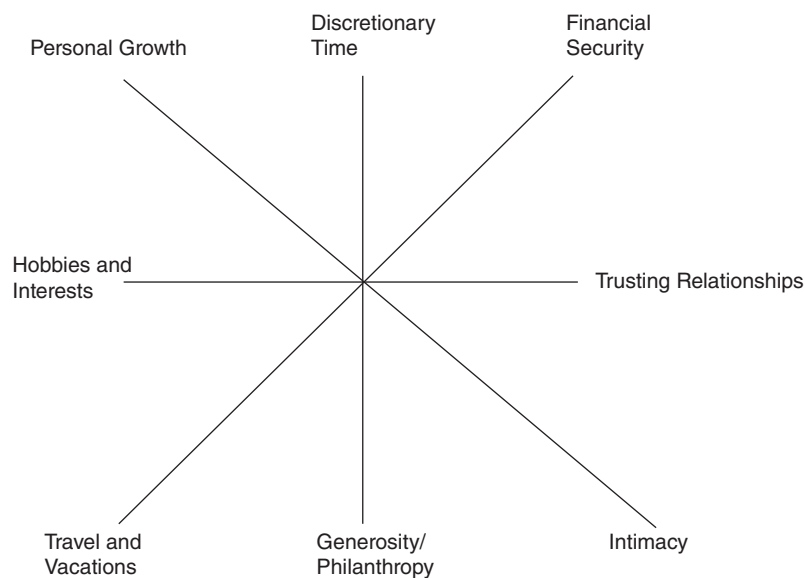 Personal Growth
Discretionary
Time
Financial
Security
Hobbies and
Interests
Trusting Relationships
Travel and
Vacations
Generosity/
Philanthropy
Intimacy